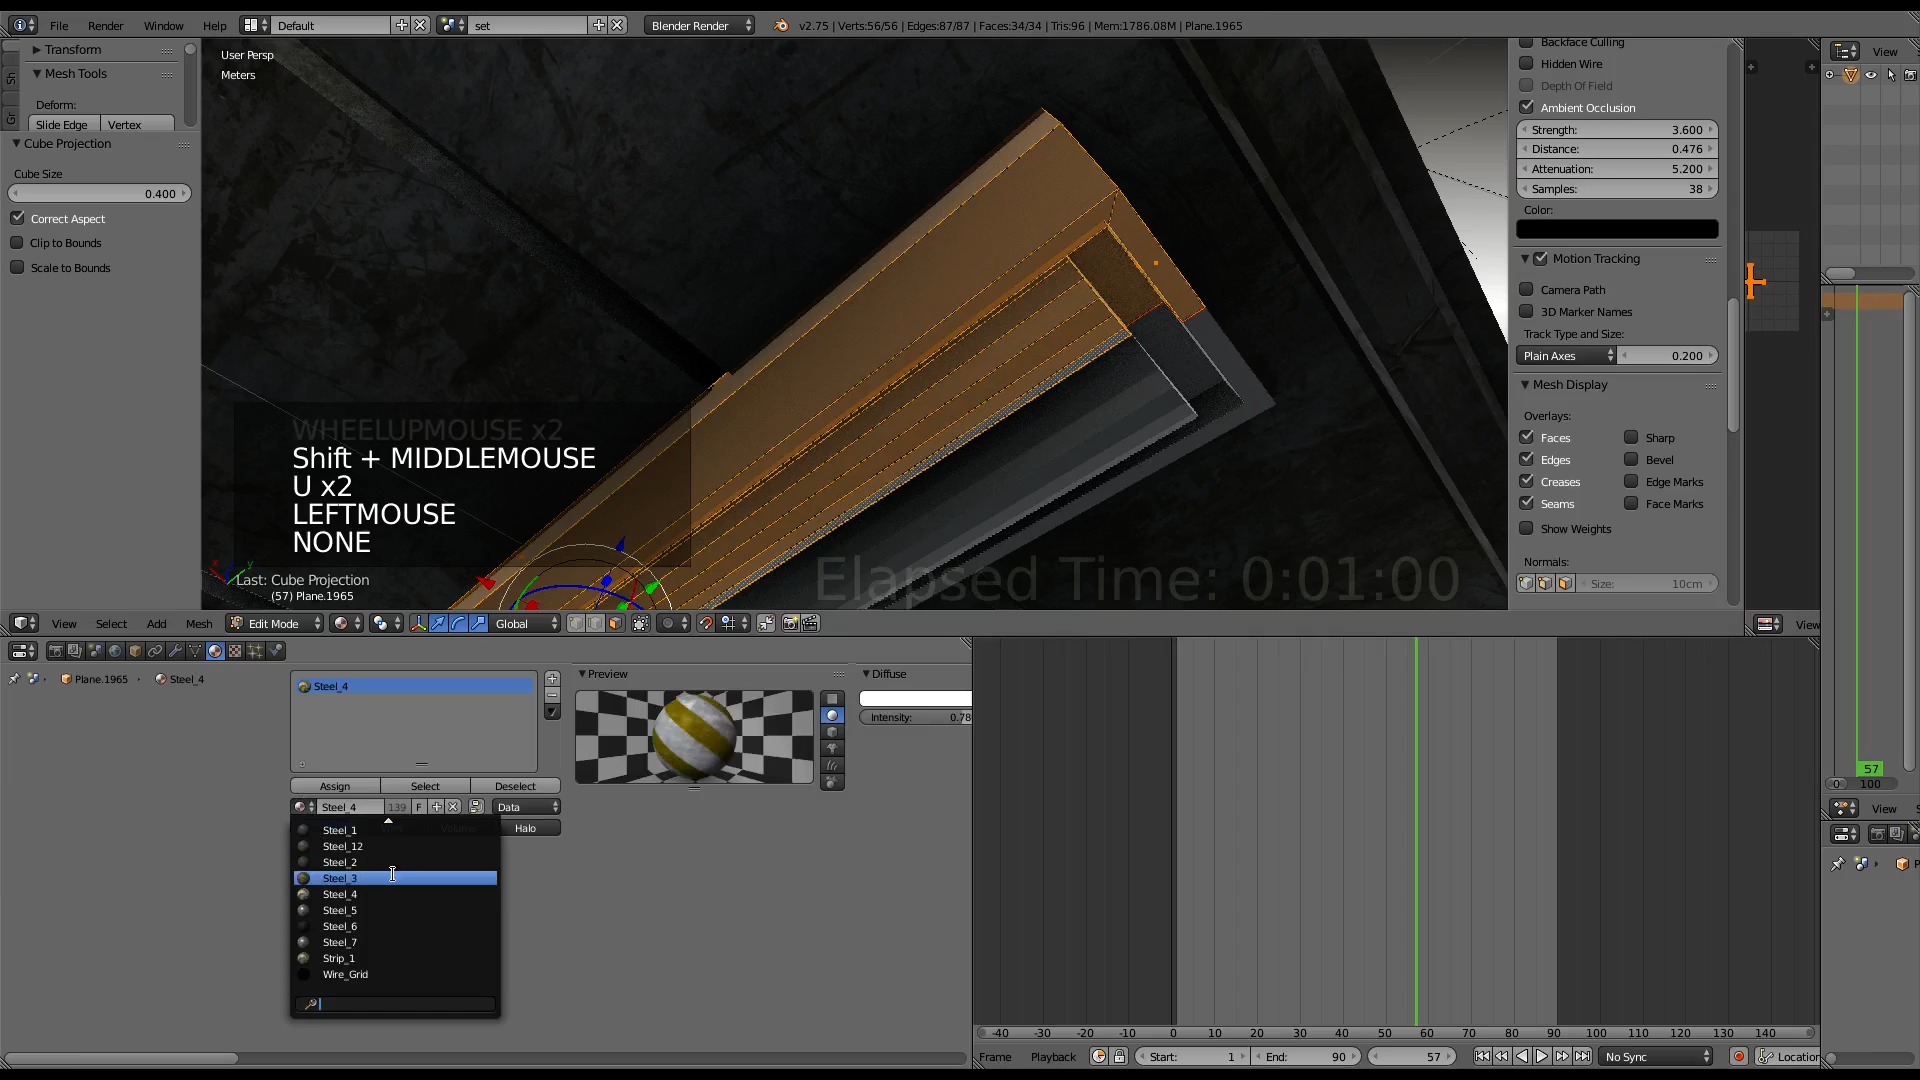 File Render Window Help Default set Blender Render v2.75 | Verts:56/56 | Edges:87/87 | Faces:34/34 | Tris:96 | Mem:1786.08M | Plane.1965
View
Transform
Mesh Tools
Deform:
Slide Edge Vertex
Sh
Gr
Cube Projection
Cube Size
0.400
Correct Aspect
Clip to Bounds
Scale to Bounds
User Persp
Meters
WHEELUPMOUSE x2
Shift + MIDDLEMOUSE
U x2
LEFTMOUSE
NONE
Last: Cube Projection
(57) Plane.1965
Elapsed Time: 0:01:00
Backface Culling
Hidden Wire
Depth Of Field
Ambient Occlusion
Strength: 3.600
Distance: 0.476
Attenuation: 5.200
Samples: 38
Color:
Motion Tracking
Camera Path
3D Marker Names
Track Type and Size:
Plain Axes 0.200
Mesh Display
Overlays:
Faces Sharp
Edges Bevel
Creases Edge Marks
Seams Face Marks
Show Weights
Normals:
Size: 10cm
View Select Add Mesh Edit Mode Global
View
Plane.1965 Steel_4
Steel_4
Assign Select Deselect
Steel_4 139 F Data
Halo
Steel_1
Steel_12
Steel_2
Steel_3
Steel_4
Steel_5
Steel_6
Steel_7
Strip_1
Wire_Grid
Preview
Diffuse
Intensity: 0.78
-40 -30 -20 -10 0 10 20 30 40 50 60 70 80 90 100 110 120 130 140
Frame Playback Start: 1 End: 90 57 No Sync Location
57
0 100
View
P